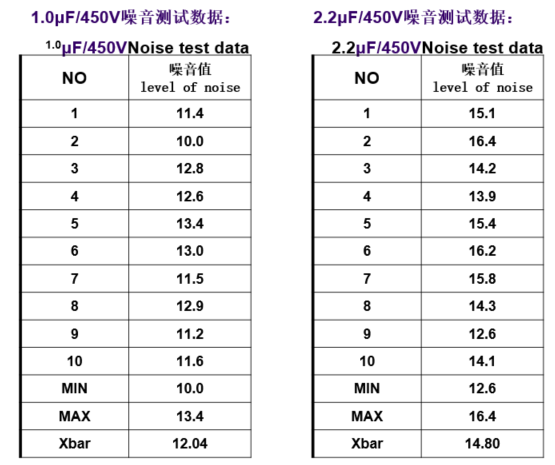 1.0μF/450V噪音测试数据：
1.0μF/450VNoise test data
NO 噪音值 level of noise
1 11.4
2 10.0
3 12.8
4 12.6
5 13.4
6 13.0
7 11.5
8 12.9
9 11.2
10 11.6
MIN 10.0
MAX 13.4
Xbar 12.04
2.2μF/450V噪音测试数据：
2.2μF/450VNoise test data
NO 噪音值 level of noise
1 15.1
2 16.4
3 14.2
4 13.9
5 15.4
6 16.2
7 15.8
8 14.3
9 12.6
10 14.1
MIN 12.6
MAX 16.4
Xbar 14.80